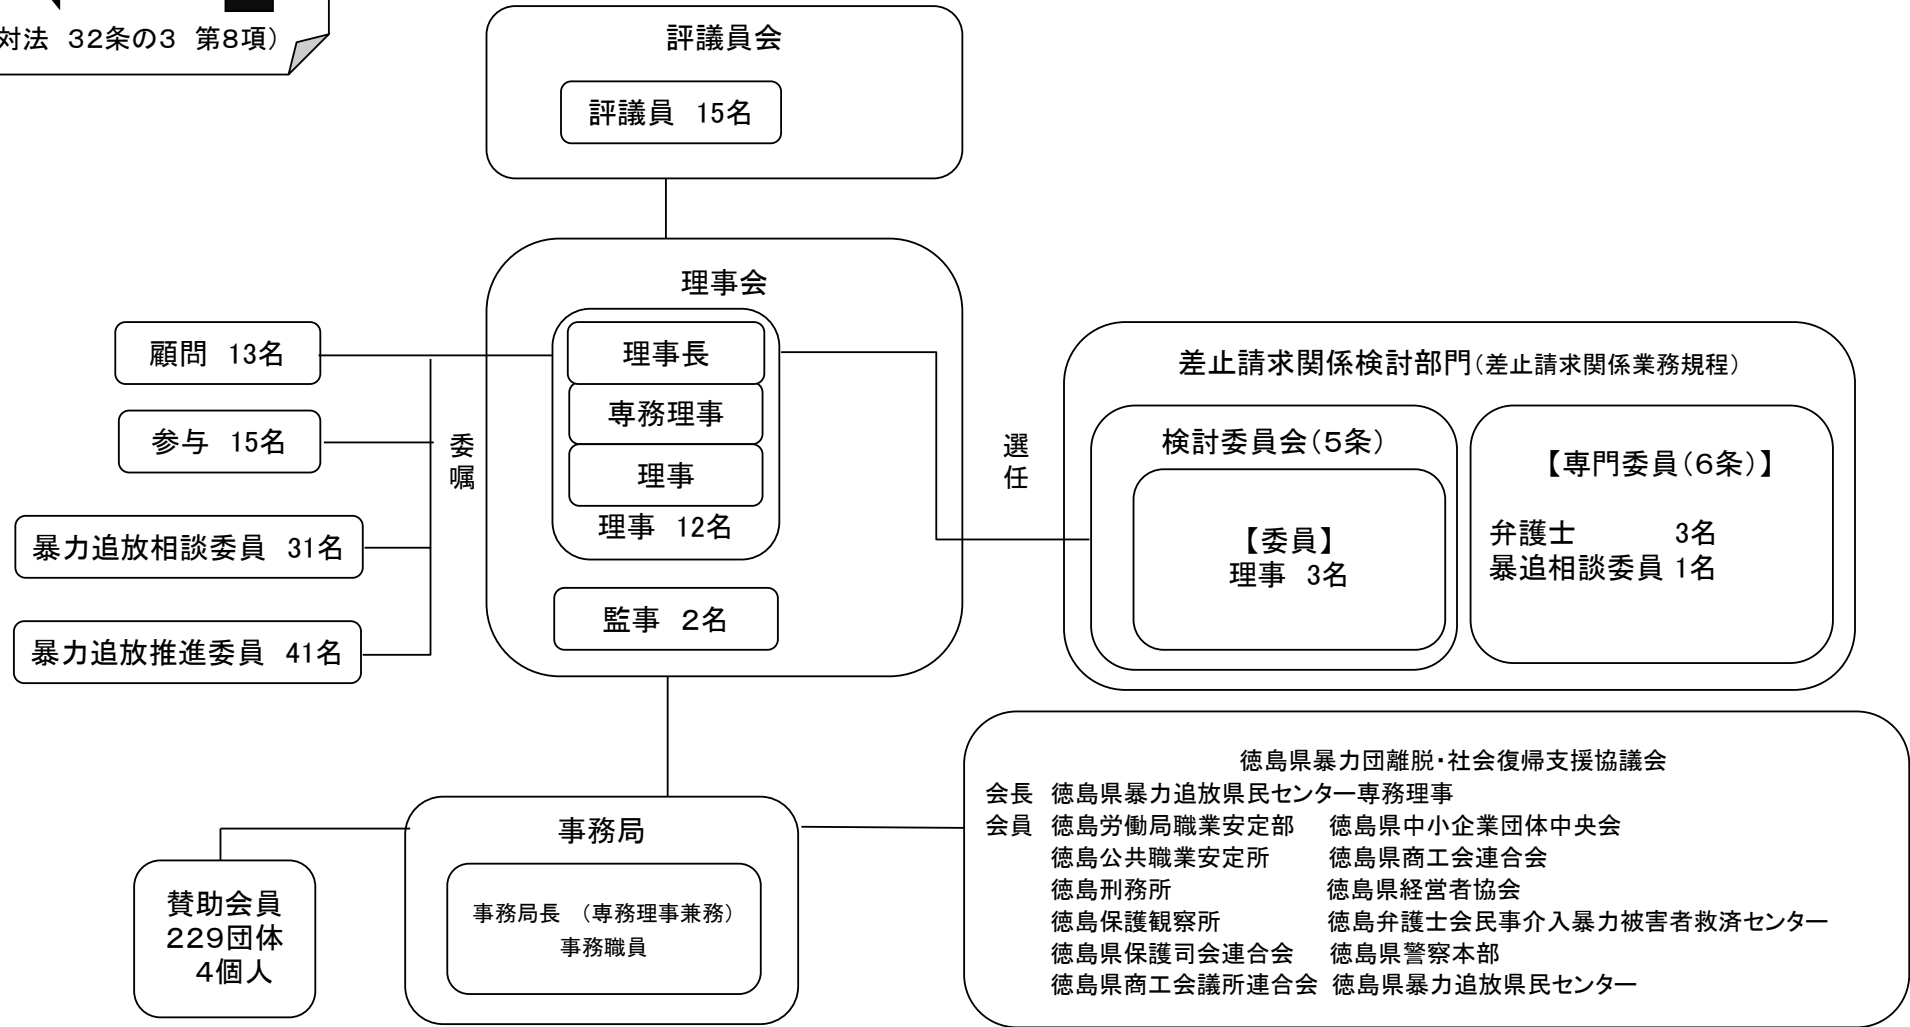 対法 32条の3 第8項)
評議員会
評議員 15名
理事会
理事長
専務理事
理事
理事 12名
監事 2名
顧問 13名
参与 15名
暴力追放相談委員 31名
暴力追放推進委員 41名
委嘱
選任
差止請求関係検討部門(差止請求関係業務規程)
検討委員会(5条)
【委員】
理事 3名
【専門委員(6条)】
弁護士 3名
暴追相談委員 1名
事務局
事務局長 (専務理事兼務)
事務職員
賛助会員
229団体
4個人
徳島県暴力団離脱・社会復帰支援協議会
会長 徳島県暴力追放県民センター専務理事
会員 徳島労働局職業安定部 徳島県中小企業団体中央会
徳島公共職業安定所 徳島県商工会連合会
徳島刑務所 徳島県経営者協会
徳島保護観察所 徳島弁護士会民事介入暴力被害者救済センター
徳島県保護司会連合会 徳島県警察本部
徳島県商工会議所連合会 徳島県暴力追放県民センター